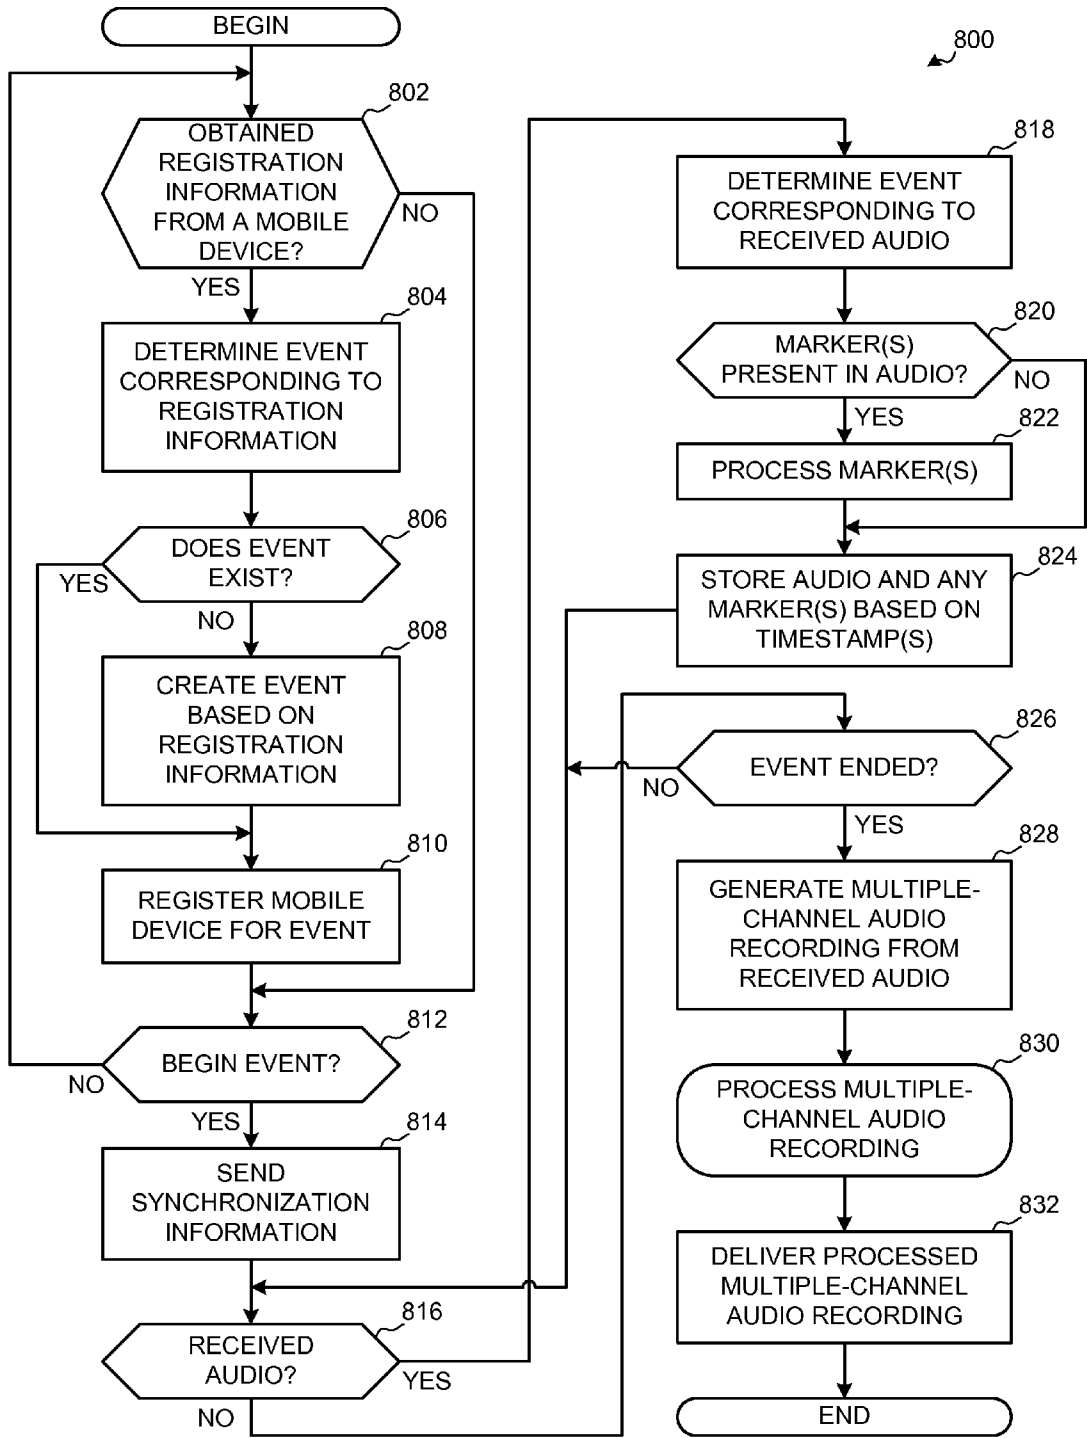 BEGIN
800
802
OBTAINED
REGISTRATION
INFORMATION
FROM A MOBILE
DEVICE?
NO
YES
804
DETERMINE EVENT
CORRESPONDING TO
REGISTRATION
INFORMATION
806
DOES EVENT
EXIST?
YES
NO
808
CREATE EVENT
BASED ON
REGISTRATION
INFORMATION
810
REGISTER MOBILE
DEVICE FOR EVENT
812
BEGIN EVENT?
NO
YES
814
SEND
SYNCHRONIZATION
INFORMATION
816
RECEIVED
AUDIO?
YES
NO
818
DETERMINE EVENT
CORRESPONDING TO
RECEIVED AUDIO
820
MARKER(S)
PRESENT IN AUDIO?
NO
YES
822
PROCESS MARKER(S)
824
STORE AUDIO AND ANY
MARKER(S) BASED ON
TIMESTAMP(S)
826
EVENT ENDED?
NO
YES
828
GENERATE MULTIPLE-
CHANNEL AUDIO
RECORDING FROM
RECEIVED AUDIO
830
PROCESS MULTIPLE-
CHANNEL AUDIO
RECORDING
832
DELIVER PROCESSED
MULTIPLE-CHANNEL
AUDIO RECORDING
END